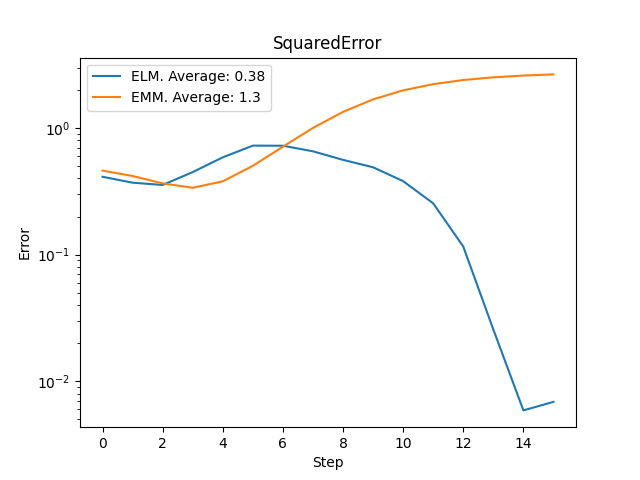 SquaredError
ELM. Average: 0.38
EMM. Average: 1.3
10⁰
10⁻¹
10⁻²
Error
0 2 4 6 8 10 12 14
Step